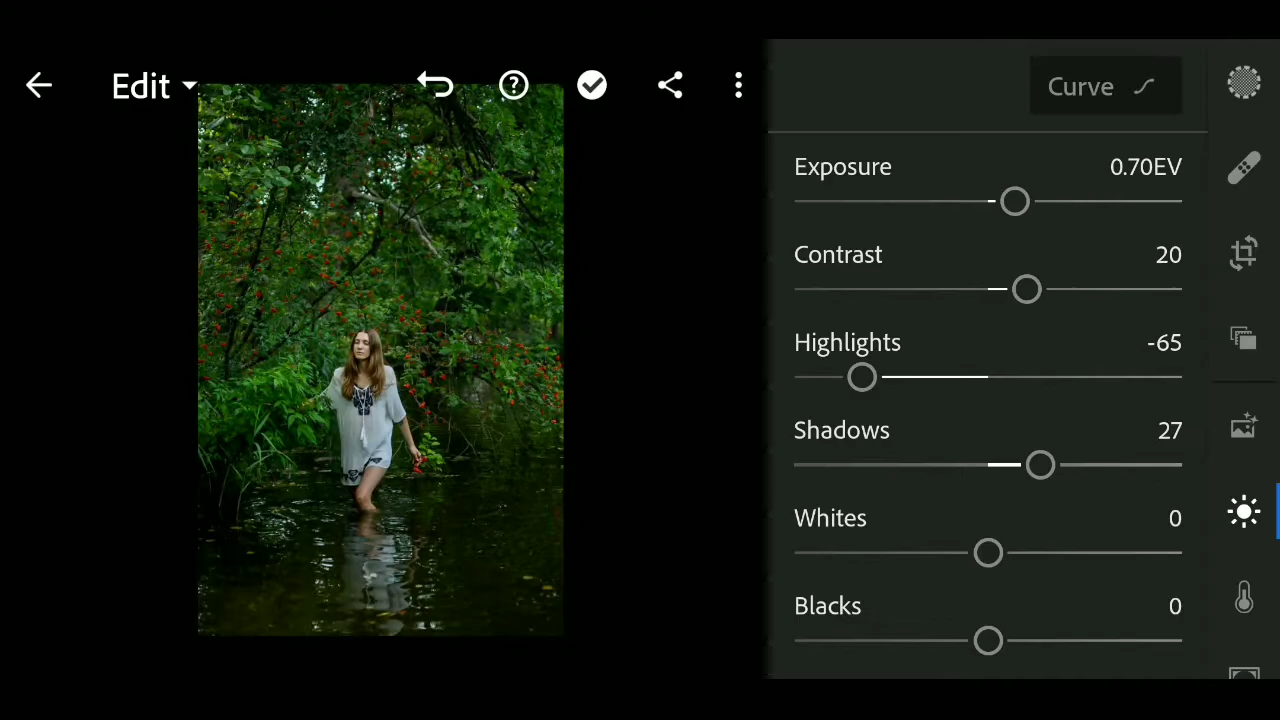 Edit
Curve
Exposure 0.70EV
Contrast 20
Highlights -65
Shadows 27
Whites 0
Blacks 0